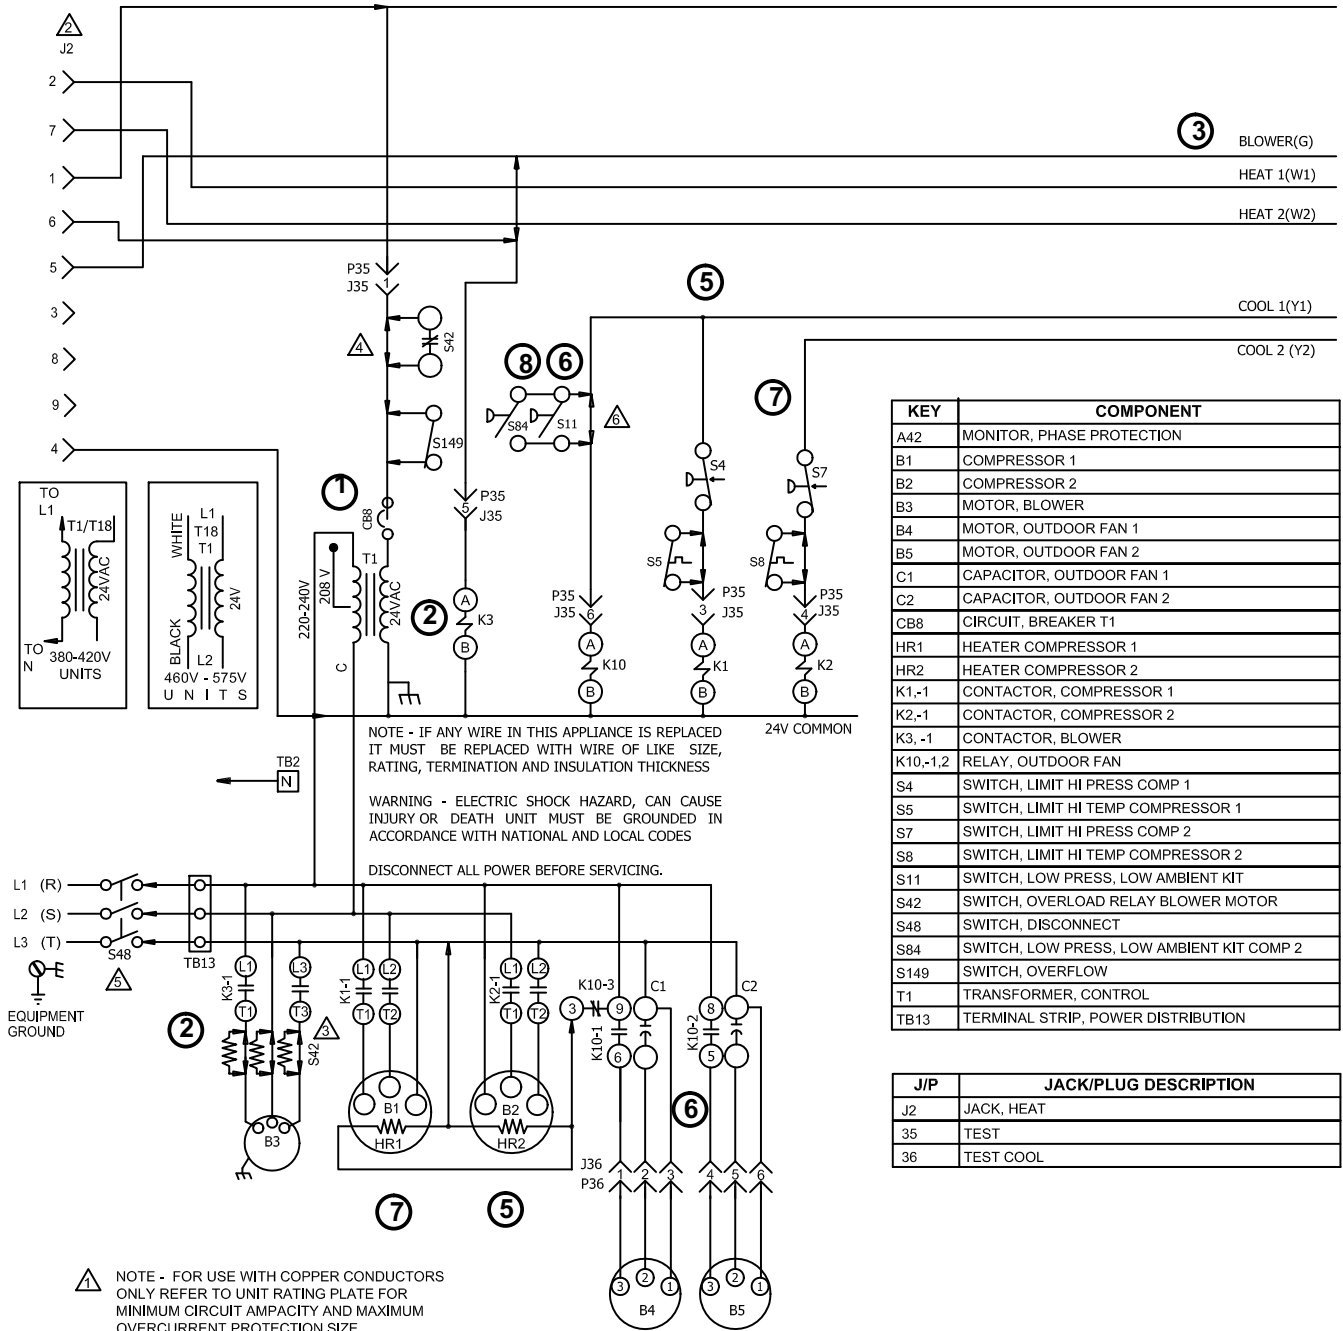 2
J2
2
7
1
6
5
3
8
9
4
3
BLOWER(G)
HEAT 1(W1)
HEAT 2(W2)
COOL 1(Y1)
COOL 2 (Y2)
P35
J35
1
4
S42
S149
1
CB8
T1
220-240V
208 V
24VAC
C
2
P35
5
J35
A
K3
B
5
8
6
S84
S11
6
7
S4
S7
S5
S8
P35
J35
6
A
K10
B
P35
3
J35
A
K1
B
P35
4
J35
A
K2
B
24V COMMON
TO
L1
T1/T18
24VAC
TO
N
380-420V
UNITS
WHITE
L1
T18
T1
24V
BLACK
L2
460V - 575V
U N I T S
NOTE - IF ANY WIRE IN THIS APPLIANCE IS REPLACED
IT MUST BE REPLACED WITH WIRE OF LIKE SIZE,
RATING, TERMINATION AND INSULATION THICKNESS
WARNING - ELECTRIC SHOCK HAZARD, CAN CAUSE
INJURY OR DEATH UNIT MUST BE GROUNDED IN
ACCORDANCE WITH NATIONAL AND LOCAL CODES
DISCONNECT ALL POWER BEFORE SERVICING.
TB2
N
KEY COMPONENT
A42 MONITOR, PHASE PROTECTION
B1 COMPRESSOR 1
B2 COMPRESSOR 2
B3 MOTOR, BLOWER
B4 MOTOR, OUTDOOR FAN 1
B5 MOTOR, OUTDOOR FAN 2
C1 CAPACITOR, OUTDOOR FAN 1
C2 CAPACITOR, OUTDOOR FAN 2
CB8 CIRCUIT, BREAKER T1
HR1 HEATER COMPRESSOR 1
HR2 HEATER COMPRESSOR 2
K1,-1 CONTACTOR, COMPRESSOR 1
K2,-1 CONTACTOR, COMPRESSOR 2
K3, -1 CONTACTOR, BLOWER
K10,-1,2 RELAY, OUTDOOR FAN
S4 SWITCH, LIMIT HI PRESS COMP 1
S5 SWITCH, LIMIT HI TEMP COMPRESSOR 1
S7 SWITCH, LIMIT HI PRESS COMP 2
S8 SWITCH, LIMIT HI TEMP COMPRESSOR 2
S11 SWITCH, LOW PRESS, LOW AMBIENT KIT
S42 SWITCH, OVERLOAD RELAY BLOWER MOTOR
S48 SWITCH, DISCONNECT
S84 SWITCH, LOW PRESS, LOW AMBIENT KIT COMP 2
S149 SWITCH, OVERFLOW
T1 TRANSFORMER, CONTROL
TB13 TERMINAL STRIP, POWER DISTRIBUTION
J/P JACK/PLUG DESCRIPTION
J2 JACK, HEAT
35 TEST
36 TEST COOL
L1 (R)
L2 (S)
L3 (T)
S48
5
TB13
EQUIPMENT
GROUND
K3-1
L1
L3
T1
T3
2
S42
3
B3
K1-1
L1
L2
T1
T2
B1
HR1
K2-1
L1
L2
T1
T2
B2
HR2
7
5
K10-3
3
9
C1
K10-1
6
8
C2
K10-2
5
6
J36
P36
1
2
3
4
5
6
3
2
1
B4
3
2
1
B5
1
NOTE - FOR USE WITH COPPER CONDUCTORS
ONLY REFER TO UNIT RATING PLATE FOR
MINIMUM CIRCUIT AMPACITY AND MAXIMUM
OVERCURRENT PROTECTION SIZE